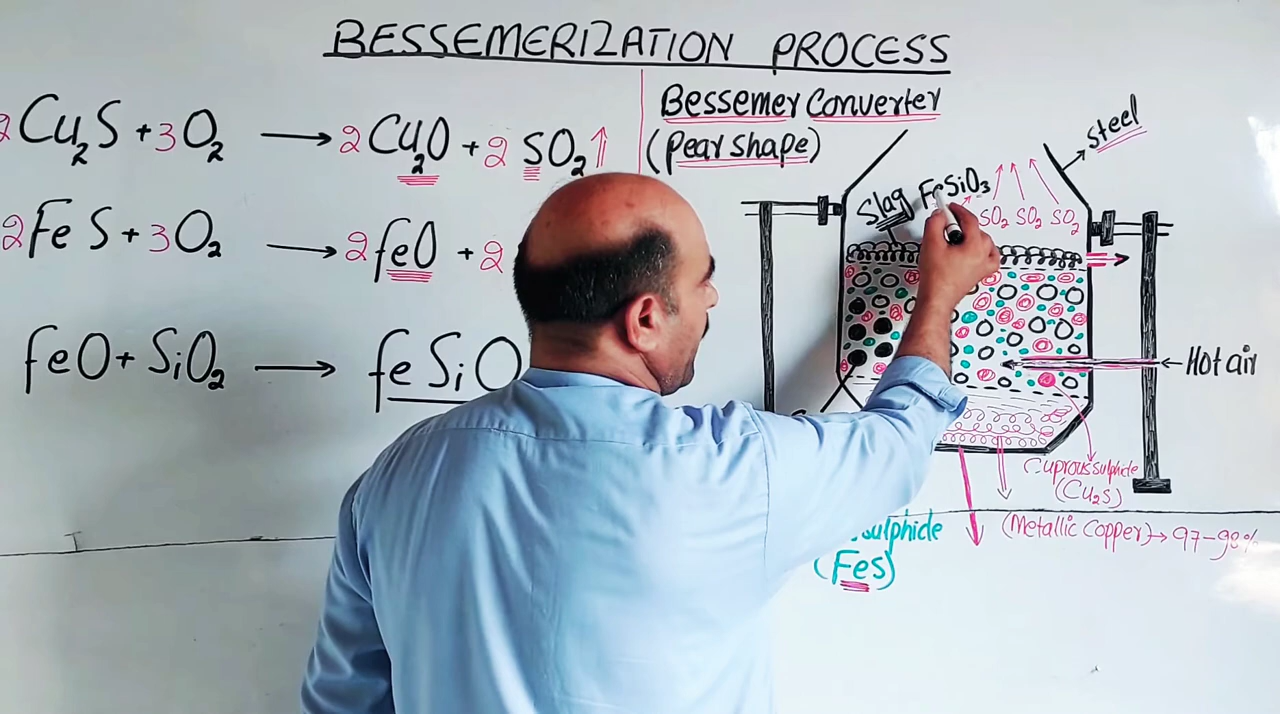 BESSEMERIZATION PROCESS
2Cu₂S + 3O₂ → 2Cu₂O + 2SO₂↑
2FeS + 3O₂ → 2feO + 2
feO + SiO₂ → feSiO
Bessemer Converter
(Pear shape)
Steel
Slag FeSiO₃
SO₂ SO₂ SO₂
Hot air
Cuprous sulphide
(Cu₂S)
(Metallic copper) → 97-98%
sulphide
(FeS)